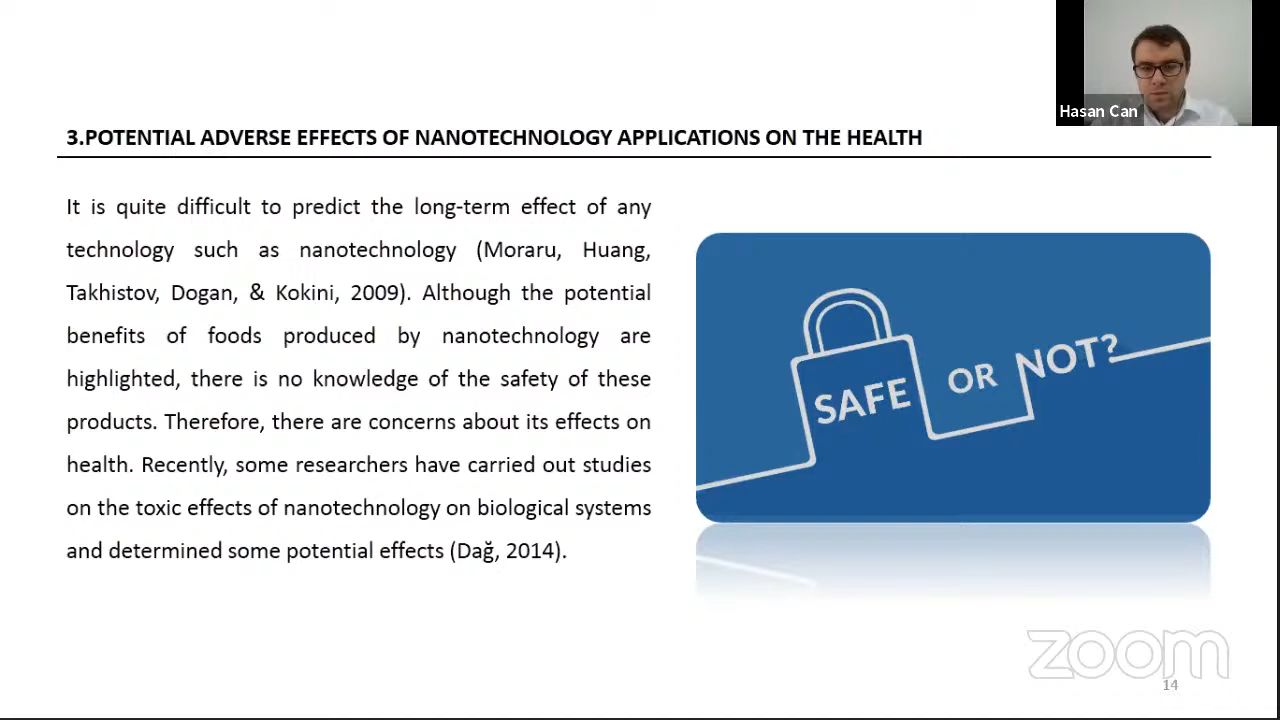 Hasan Can
3.POTENTIAL ADVERSE EFFECTS OF NANOTECHNOLOGY APPLICATIONS ON THE HEALTH
It is quite difficult to predict the long-term effect of any
technology such as nanotechnology (Moraru, Huang,
Takhistov, Dogan, & Kokini, 2009). Although the potential
benefits of foods produced by nanotechnology are
highlighted, there is no knowledge of the safety of these
products. Therefore, there are concerns about its effects on
health. Recently, some researchers have carried out studies
on the toxic effects of nanotechnology on biological systems
and determined some potential effects (Dağ, 2014).
SAFE OR NOT?
zoom
14